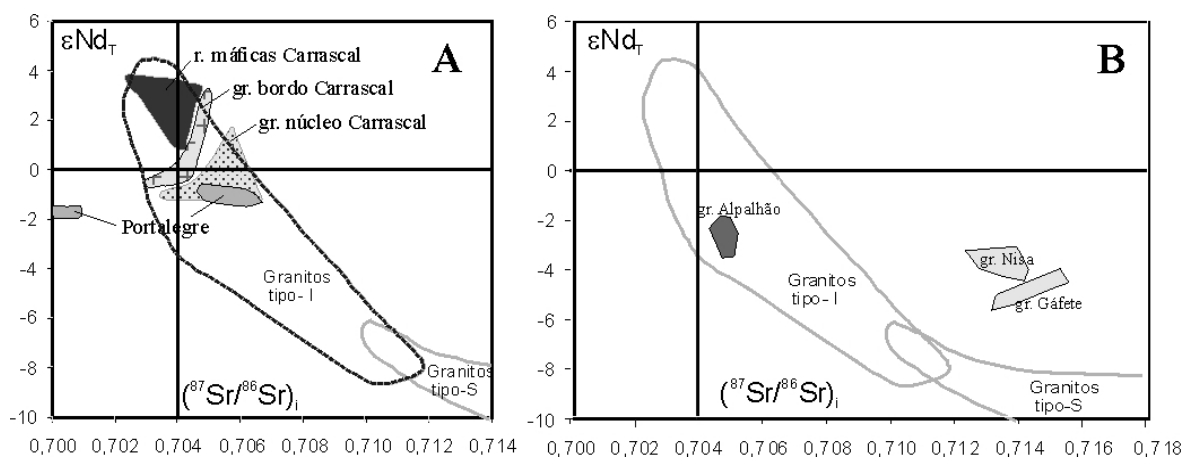 6
4
2
0
-2
-4
-6
-8
-10
εNd_T
r. máficas Carrascal
A
gr. bordo Carrascal
gr. núcleo Carrascal
Portalegre
Granitos
tipo- I
Granitos
tipo-S
(⁸⁷Sr/⁸⁶Sr)_i
0,700 0,702 0,704 0,706 0,708 0,710 0,712 0,714
6
4
2
0
-2
-4
-6
-8
-10
εNd_T
B
gr. Alpalhão
gr. Nisa
gr. Gáfete
Granitos
tipo- I
Granitos
tipo-S
(⁸⁷Sr/⁸⁶Sr)_i
0,700 0,702 0,704 0,706 0,708 0,710 0,712 0,714 0,716 0,718